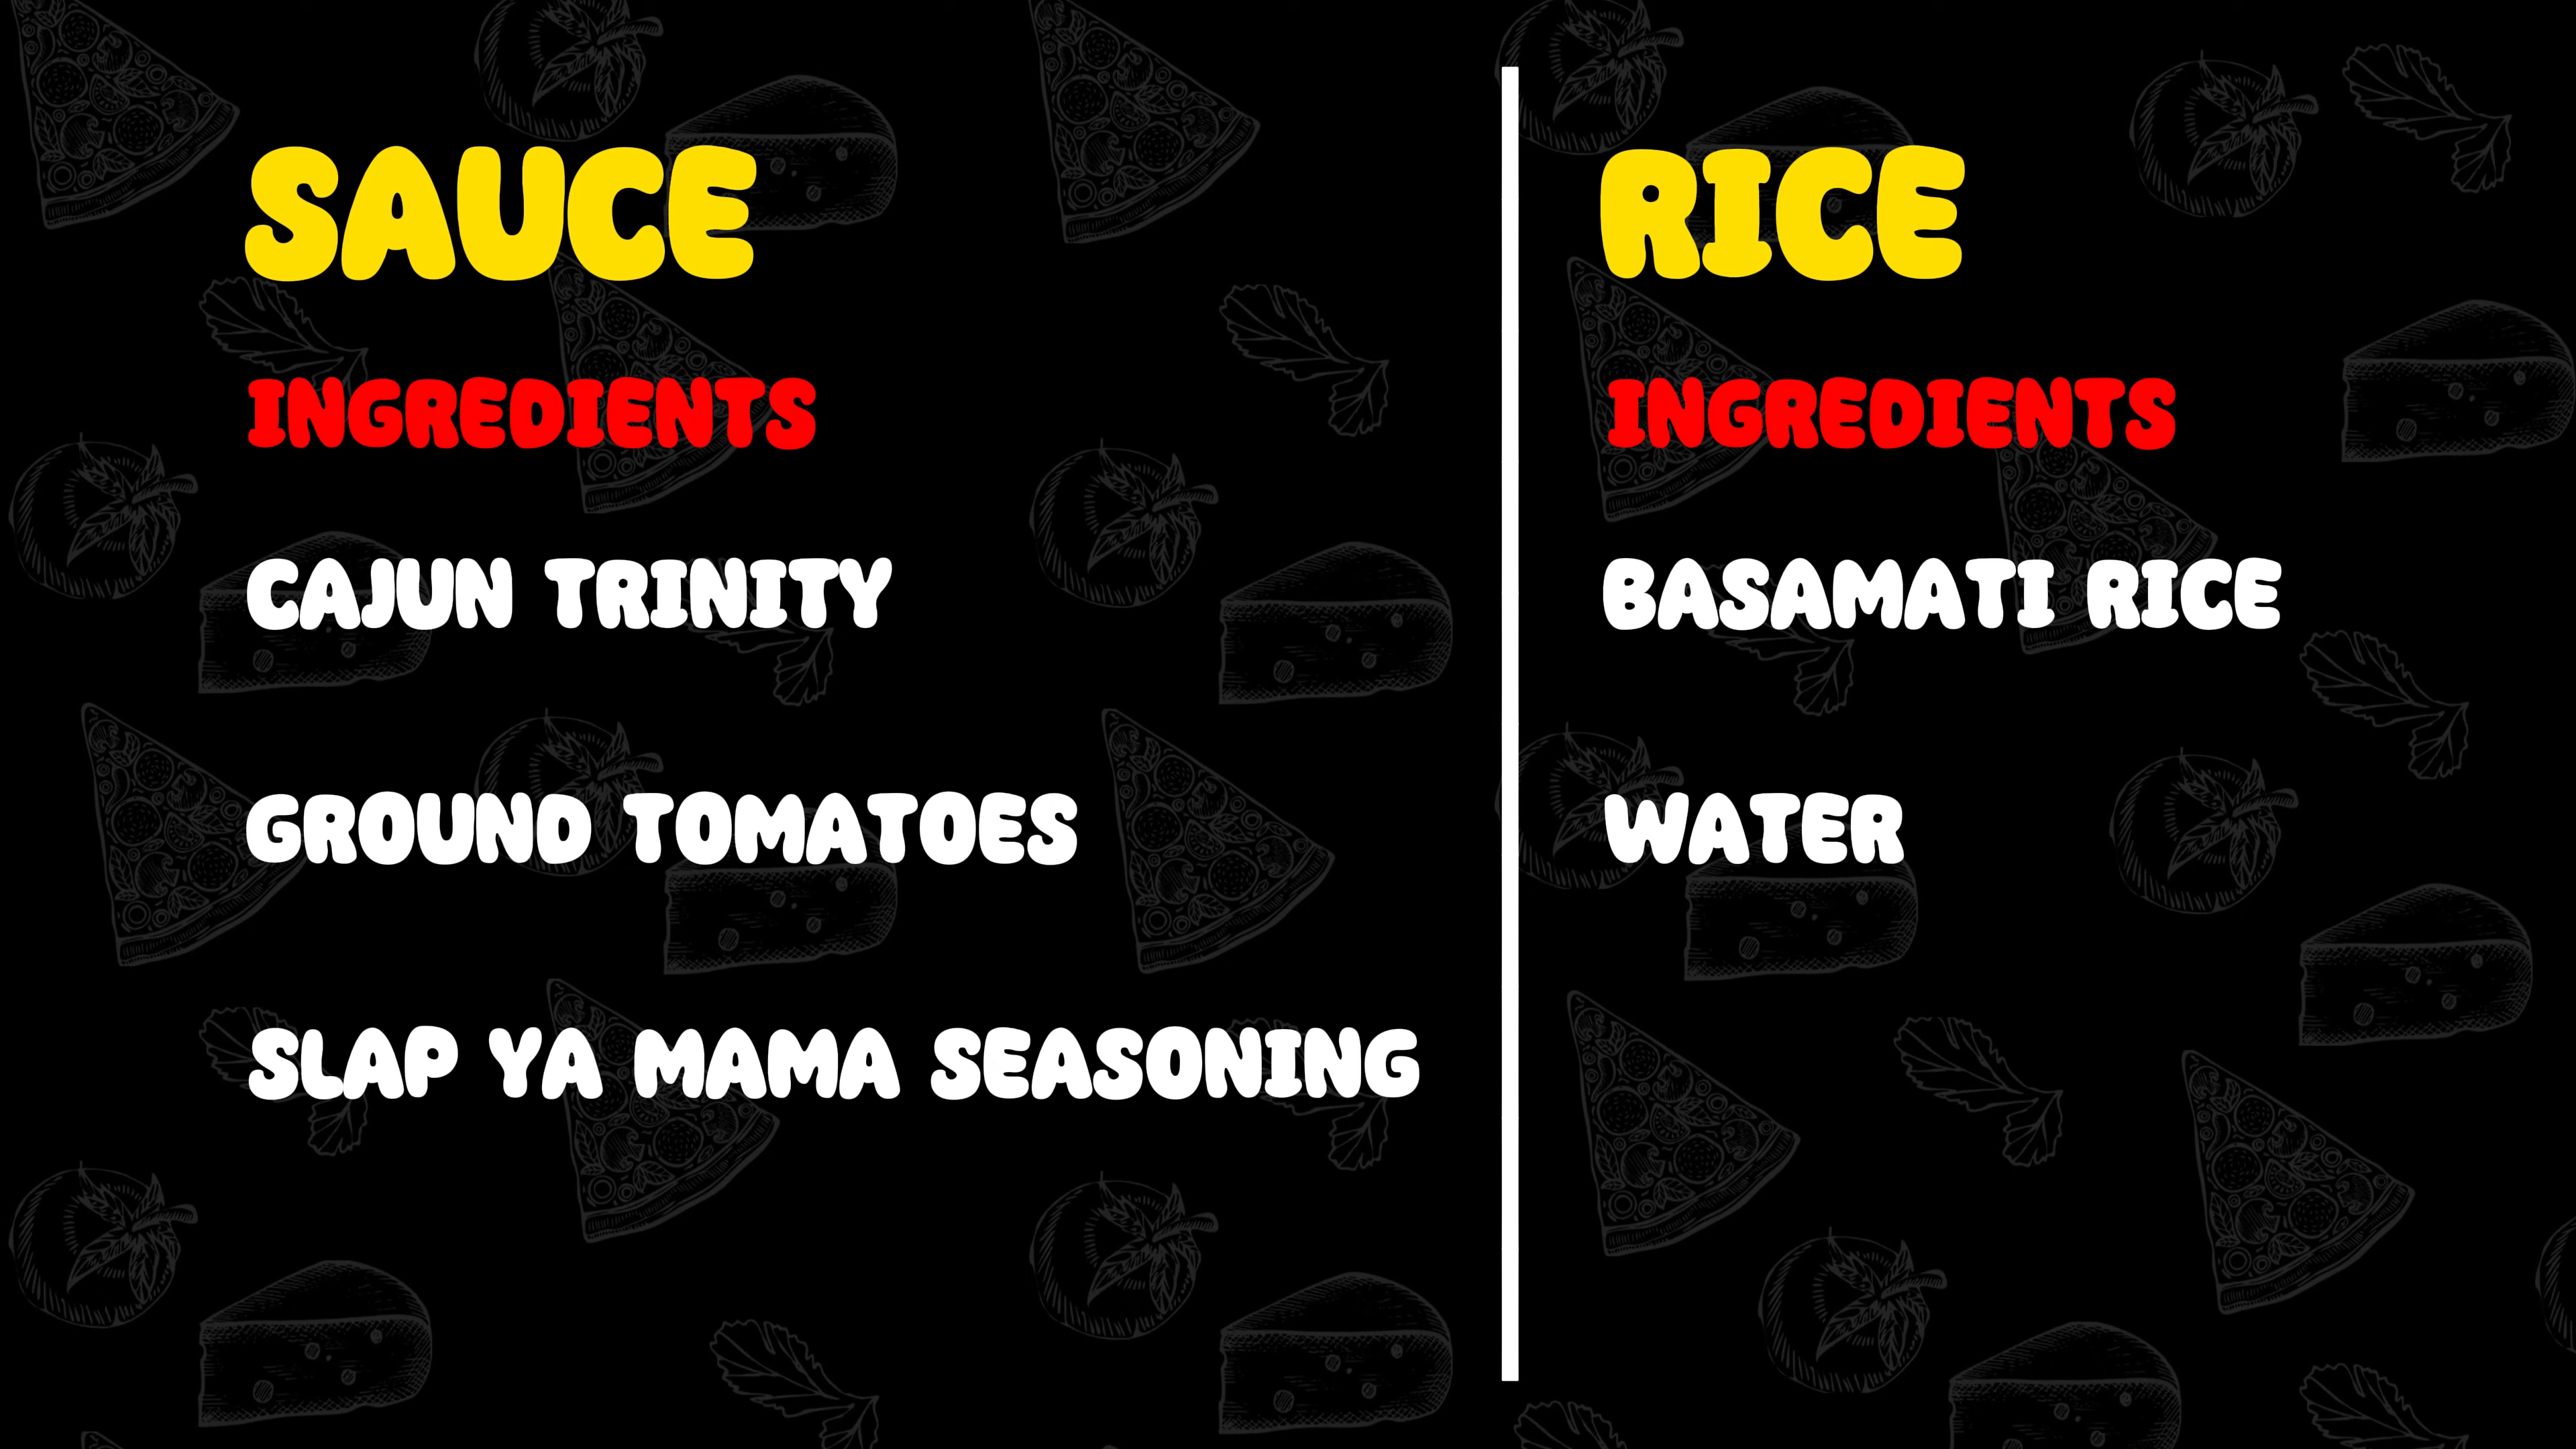 SAUCE
INGREDIENTS
CAJUN TRINITY
GROUND TOMATOES
SLAP YA MAMA SEASONING
RICE
INGREDIENTS
BASAMATI RICE
WATER